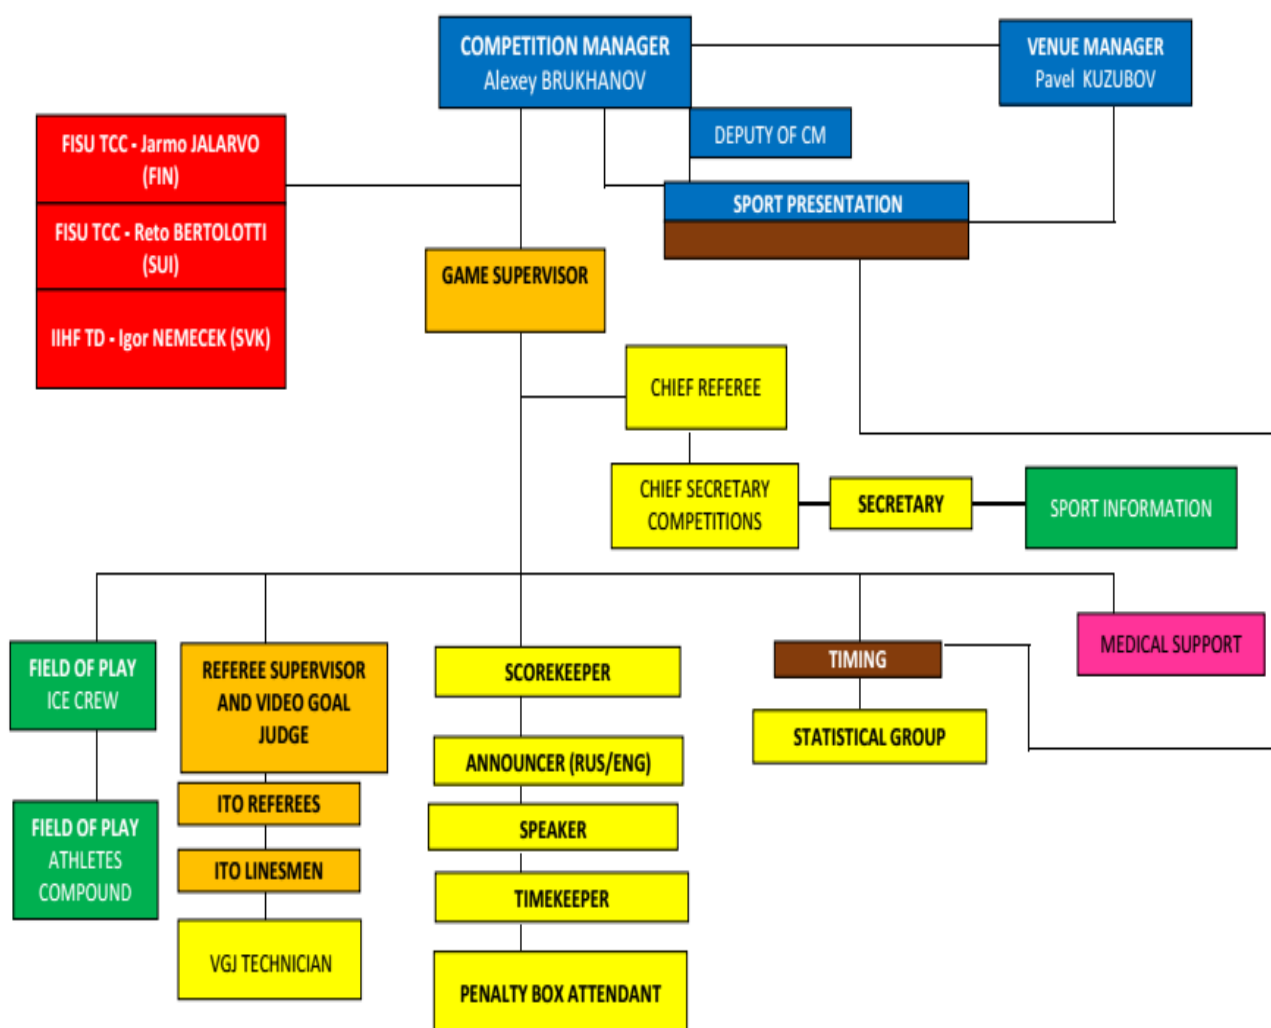 COMPETITION MANAGER
Alexey BRUKHANOV
VENUE MANAGER
Pavel KUZUBOV
DEPUTY OF CM
FISU TCC - Jarmo JALARVO
(FIN)
FISU TCC - Reto BERTOLOTTI
(SUI)
IIHF TD - Igor NEMECEK (SVK)
SPORT PRESENTATION
GAME SUPERVISOR
CHIEF REFEREE
CHIEF SECRETARY
COMPETITIONS
SECRETARY
SPORT INFORMATION
FIELD OF PLAY
ICE CREW
FIELD OF PLAY
ATHLETES
COMPOUND
REFEREE SUPERVISOR
AND VIDEO GOAL
JUDGE
ITO REFEREES
ITO LINESMEN
VGJ TECHNICIAN
SCOREKEEPER
ANNOUNCER (RUS/ENG)
SPEAKER
TIMEKEEPER
PENALTY BOX ATTENDANT
TIMING
STATISTICAL GROUP
MEDICAL SUPPORT